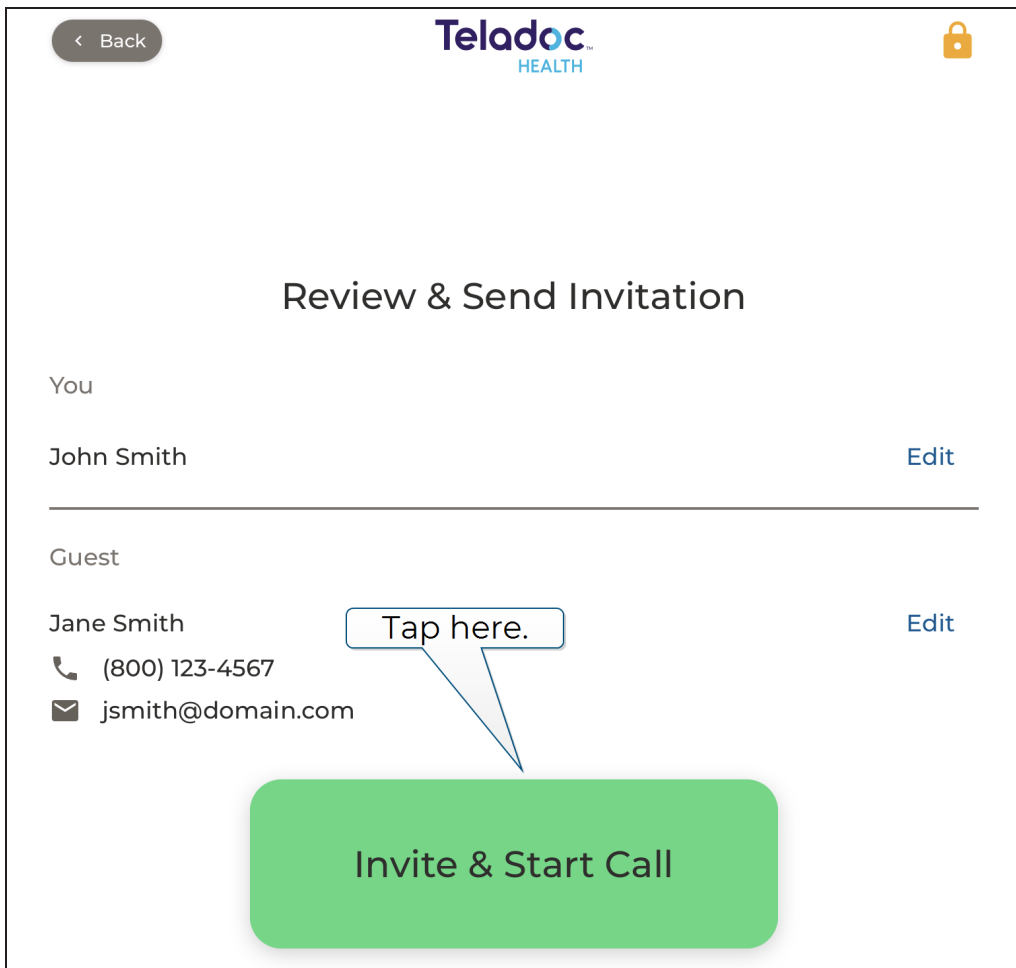 Back
Teladoc™
HEALTH
Review & Send Invitation
You
John Smith
Edit
Guest
Jane Smith
Edit
Tap here.
(800) 123-4567
jsmith@domain.com
Invite & Start Call